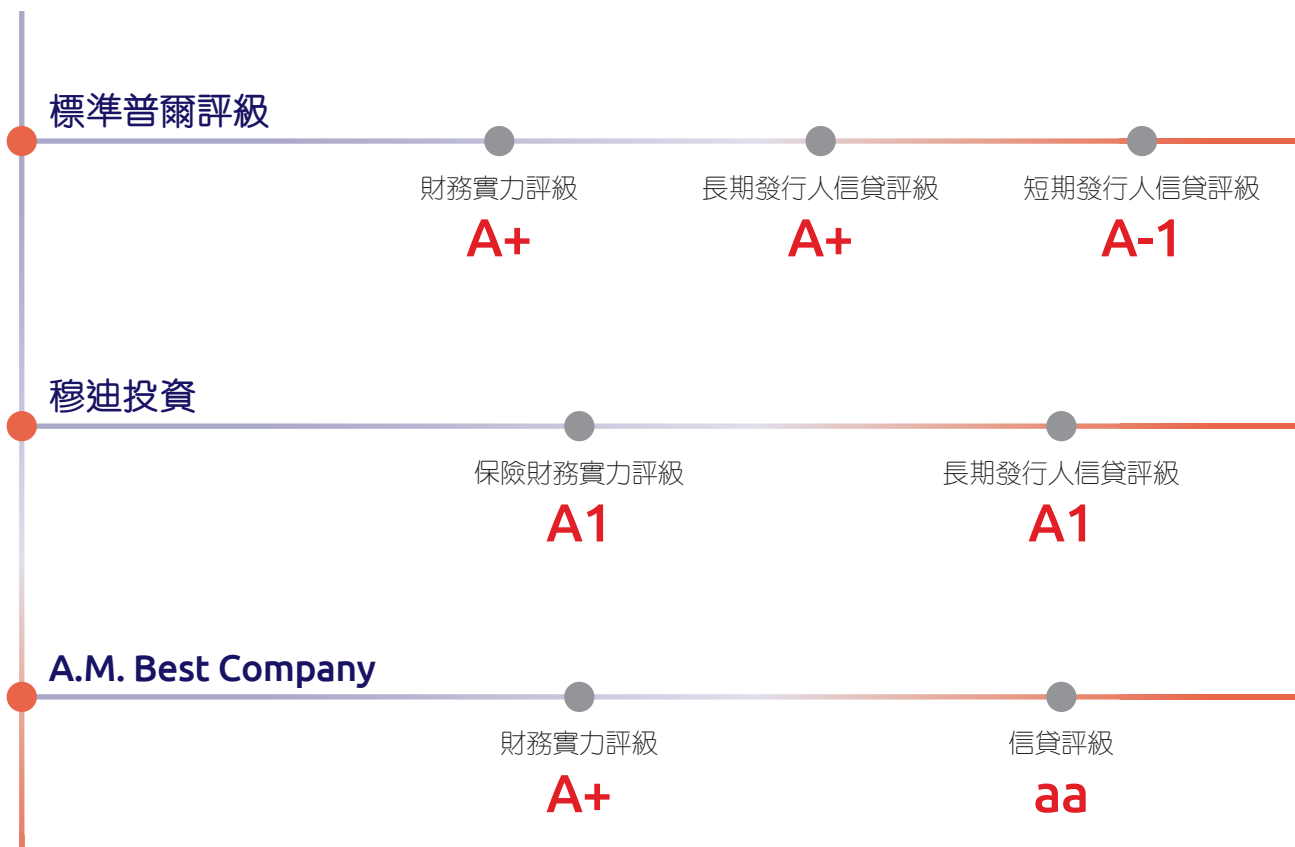 標準普爾評級
財務實力評級
長期發行人信貸評級
短期發行人信貸評級
A+
A+
A-1
穆迪投資
保險財務實力評級
長期發行人信貸評級
A1
A1
A.M. Best Company
財務實力評級
信貸評級
A+
aa